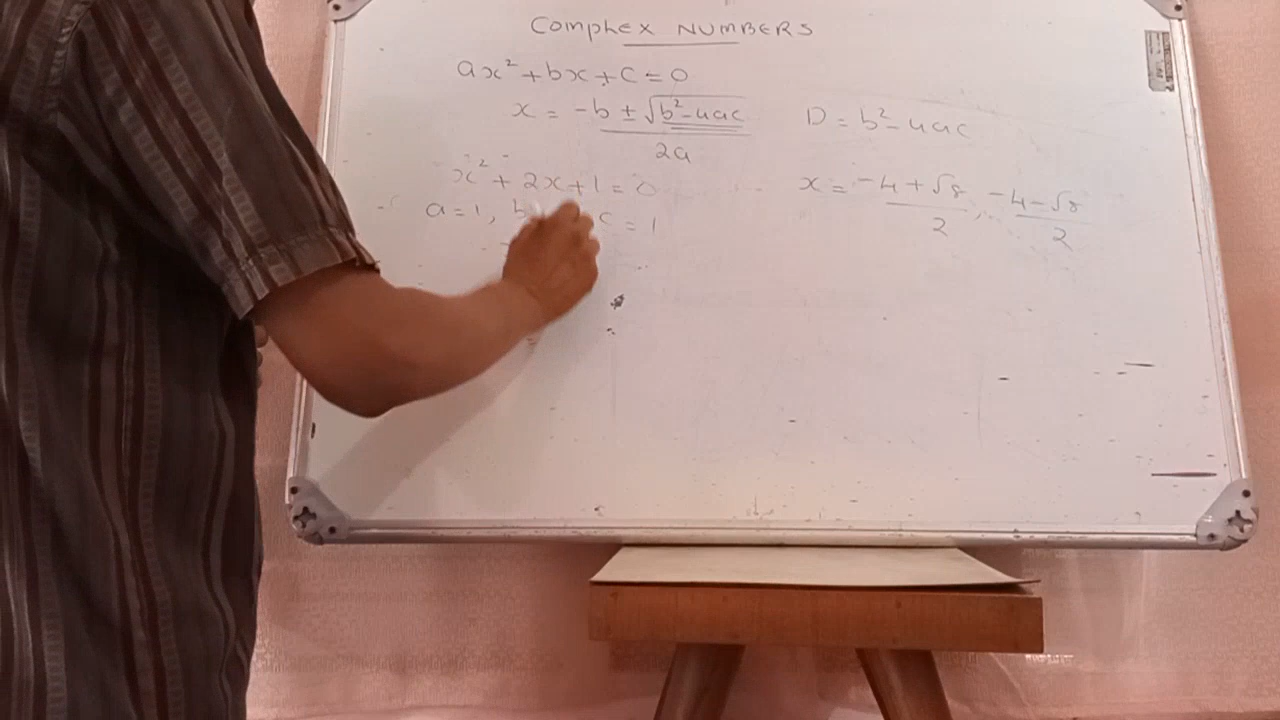 COMPLEX NUMBERS
ax² + bx + c = 0
x = -b ± √(b² - 4ac) / 2a
D = b² - 4ac
x² + 2x + 1 = 0
a = 1, b c = 1
x = -4 + √8 / 2, -4 - √8 / 2